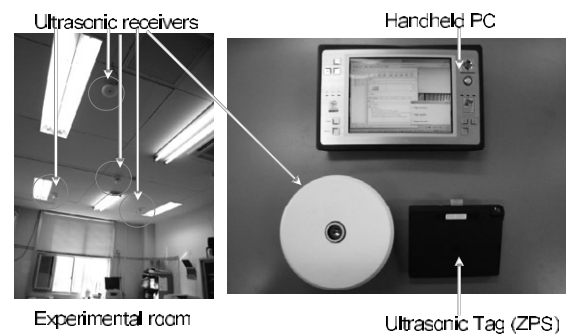 Ultrasonic receivers
Handheld PC
Experimental room
Ultrasonic Tag (ZPS)